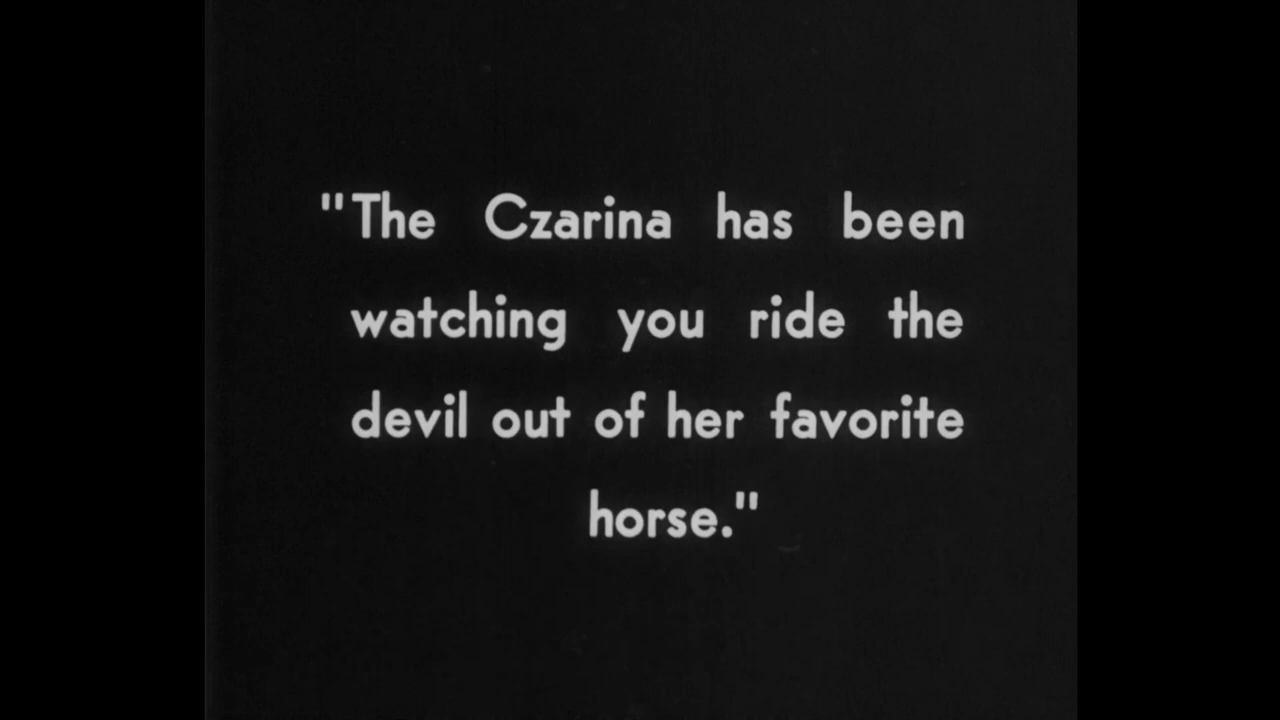 "The Czarina has been
watching you ride the
devil out of her favorite
horse."